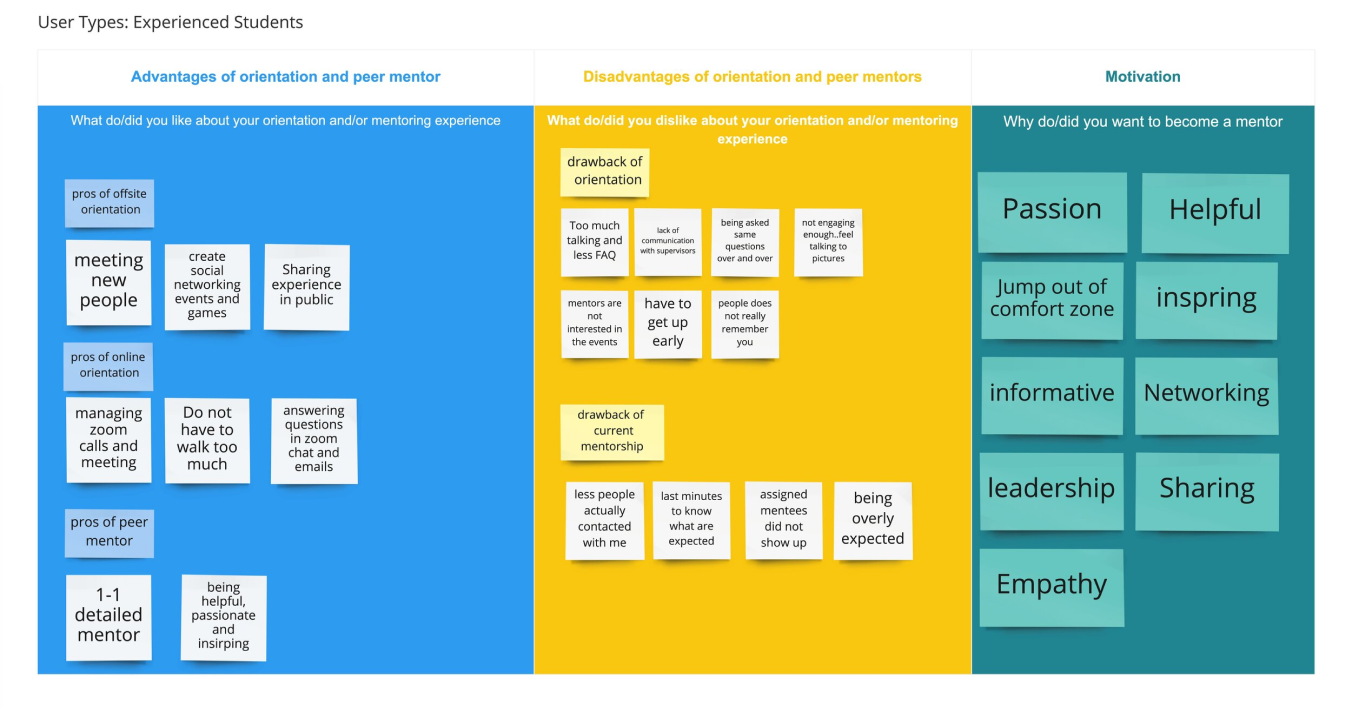 User Types: Experienced Students
Advantages of orientation and peer mentor
Disadvantages of orientation and peer mentors
Motivation
What do/did you like about your orientation and/or mentoring experience
pros of offsite
orientation
meeting
new
people
create
social
networking
events and
games
Sharing
experience
in public
pros of online
orientation
managing
zoom
calls and
meeting
Do not
have to
walk too
much
answering
questions
in zoom
chat and
emails
pros of peer
mentor
1-1
detailed
mentor
being
helpful,
passionate
and
insirping
What do/did you dislike about your orientation and/or mentoring
experience
drawback of
orientation
Too much
talking and
less FAQ
lack of
communication
with supervisors
being asked
same
questions
over and over
not engaging
enough..feel
talking to
pictures
mentors are
not
interested in
the events
have to
get up
early
people does
not really
remember
you
drawback of
current
mentorship
less people
actually
contacted
with me
last minutes
to know
what are
expected
assigned
mentees
did not
show up
being
overly
expected
Why do/did you want to become a mentor
Passion
Helpful
Jump out of
comfort zone
inspring
informative
Networking
leadership
Sharing
Empathy